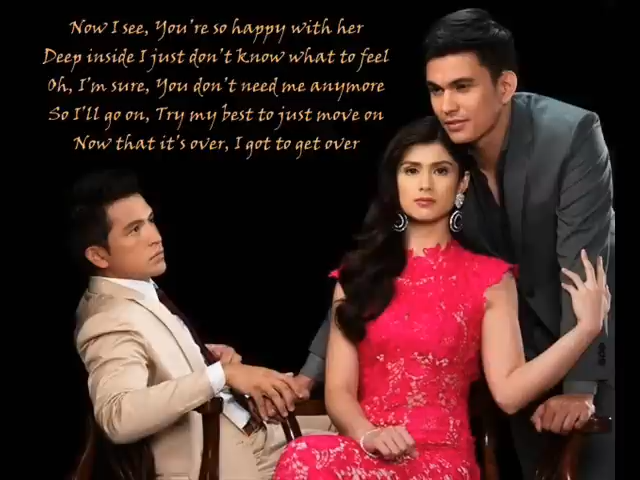 Now I see, You're so happy with her
Deep inside I just don't know what to feel
Oh, I'm sure, You don't need me anymore
So I'll go on, Try my best to just move on
Now that it's over, I got to get over